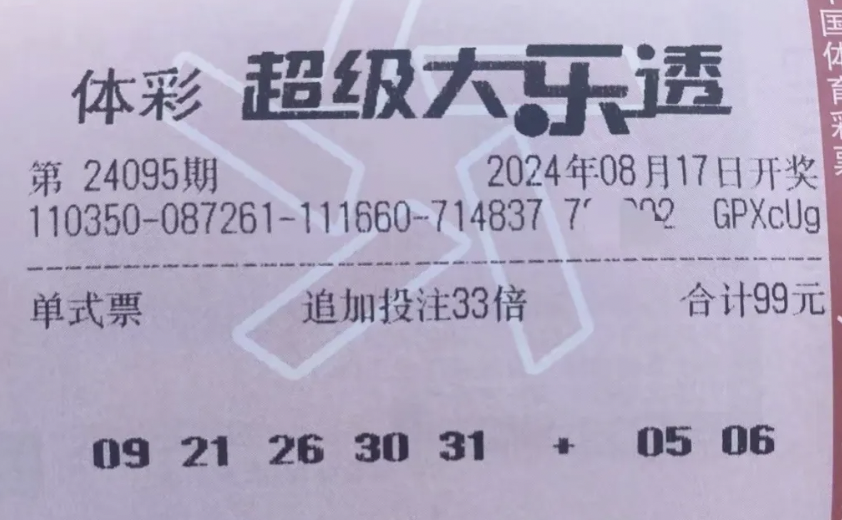 体彩 超级大乐透
第 24095期 2024年08月17日开奖
110350-087261-111660-714837 GPXcUg
单式票 追加投注33倍 合计99元
09 21 26 30 31 + 05 06
国体育彩票